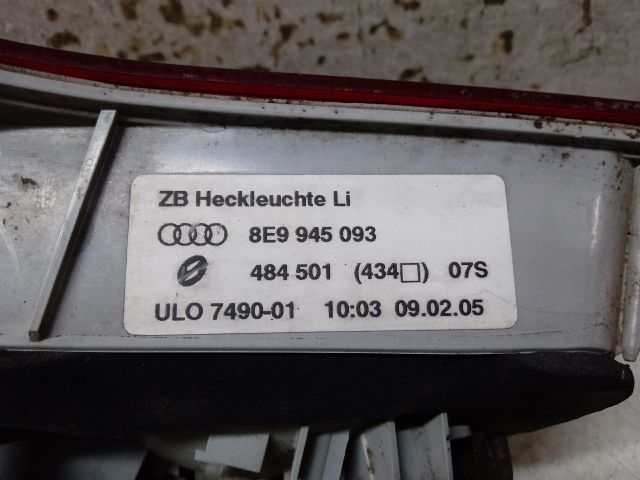 ZB Heckleuchte Li
8E9 945 093
484 501 (434□) 07S
ULO 7490-01 10:03 09.02.05